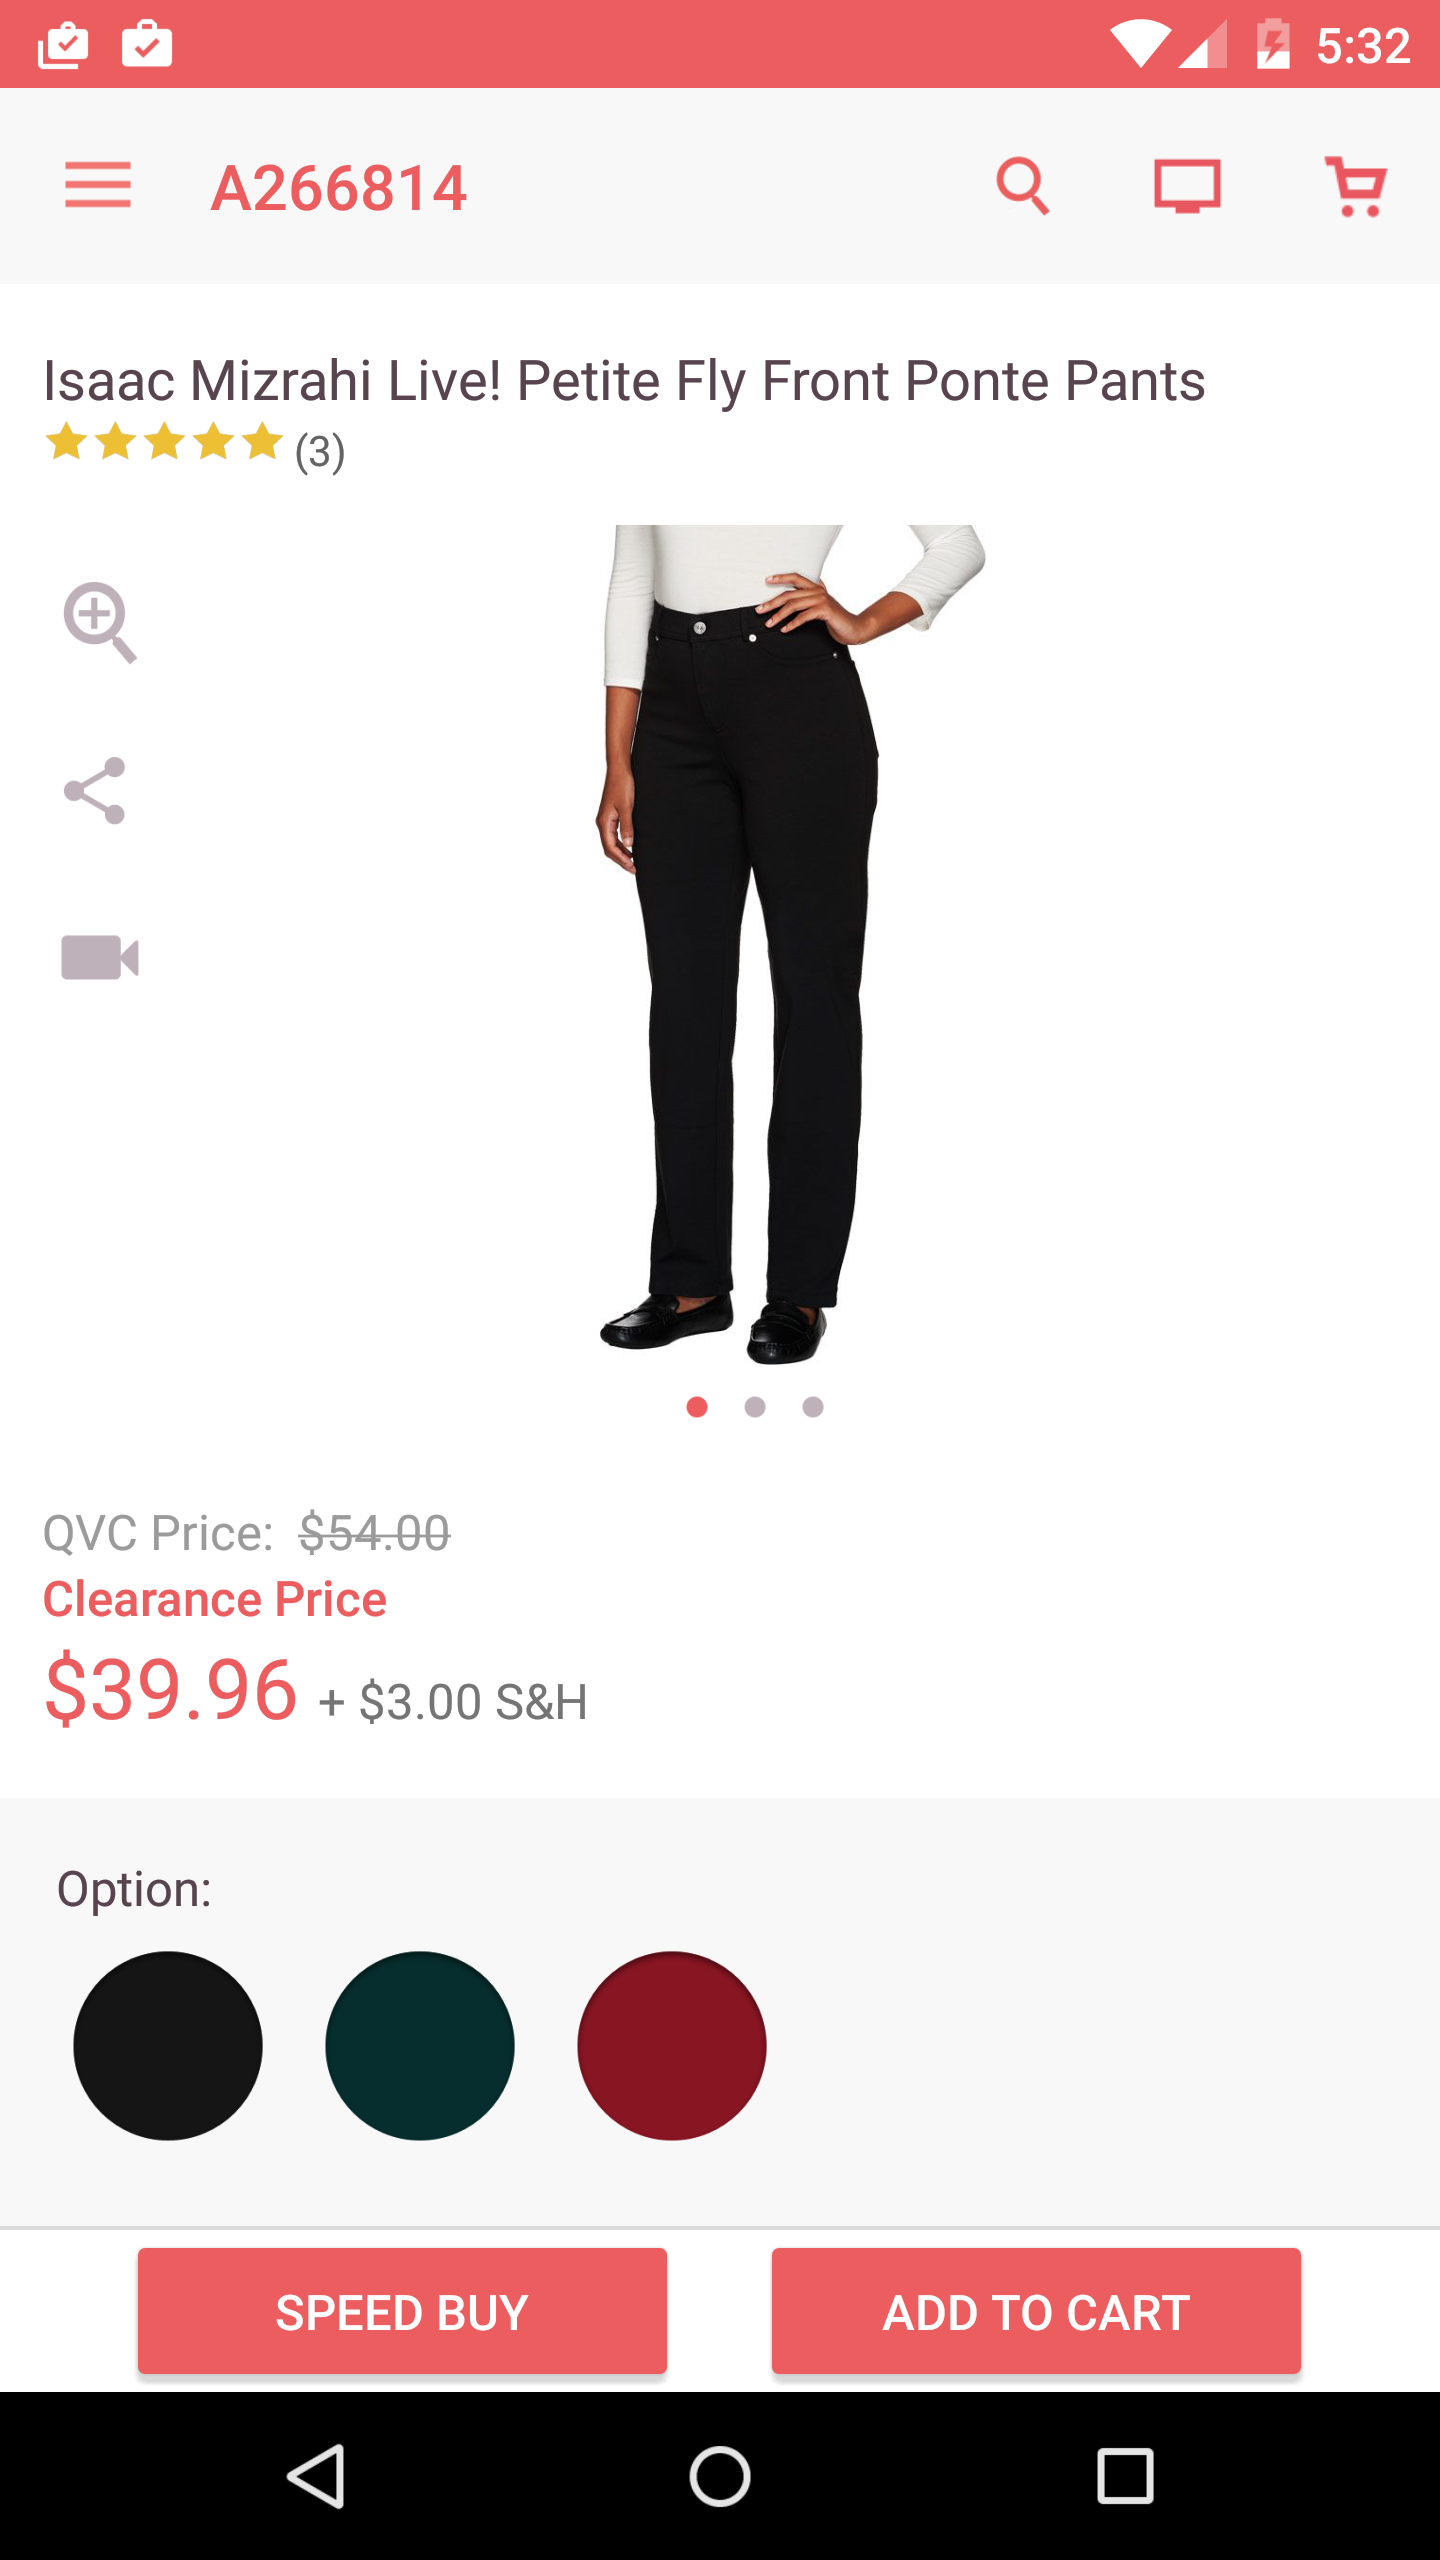 5:32
A266814
Isaac Mizrahi Live! Petite Fly Front Ponte Pants
(3)
QVC Price: $54.00
Clearance Price
$39.96 + $3.00 S&H
Option:
SPEED BUY
ADD TO CART